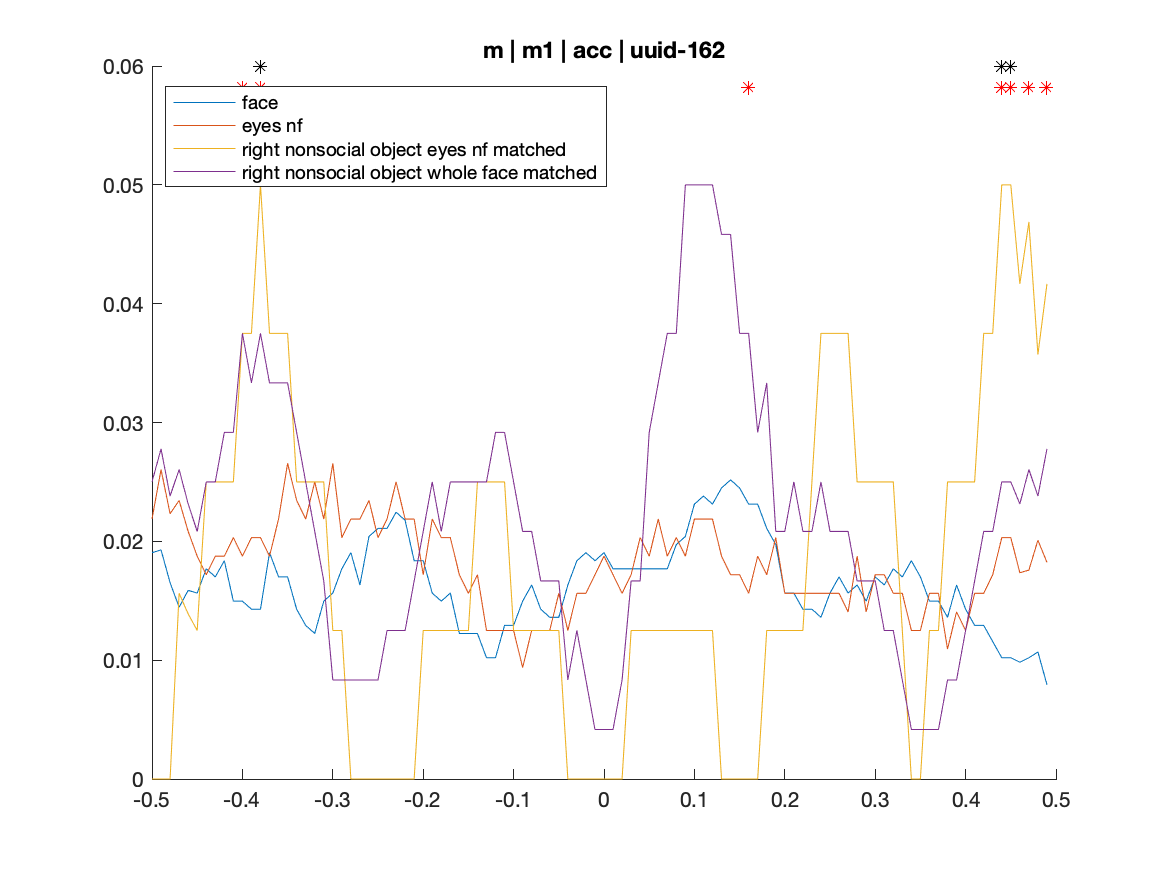 m | m1 | acc | uuid-162
0.06
face
eyes nf
right nonsocial object eyes nf matched
right nonsocial object whole face matched
0.05
0.04
0.03
0.02
0.01
0
-0.5 -0.4 -0.3 -0.2 -0.1 0 0.1 0.2 0.3 0.4 0.5